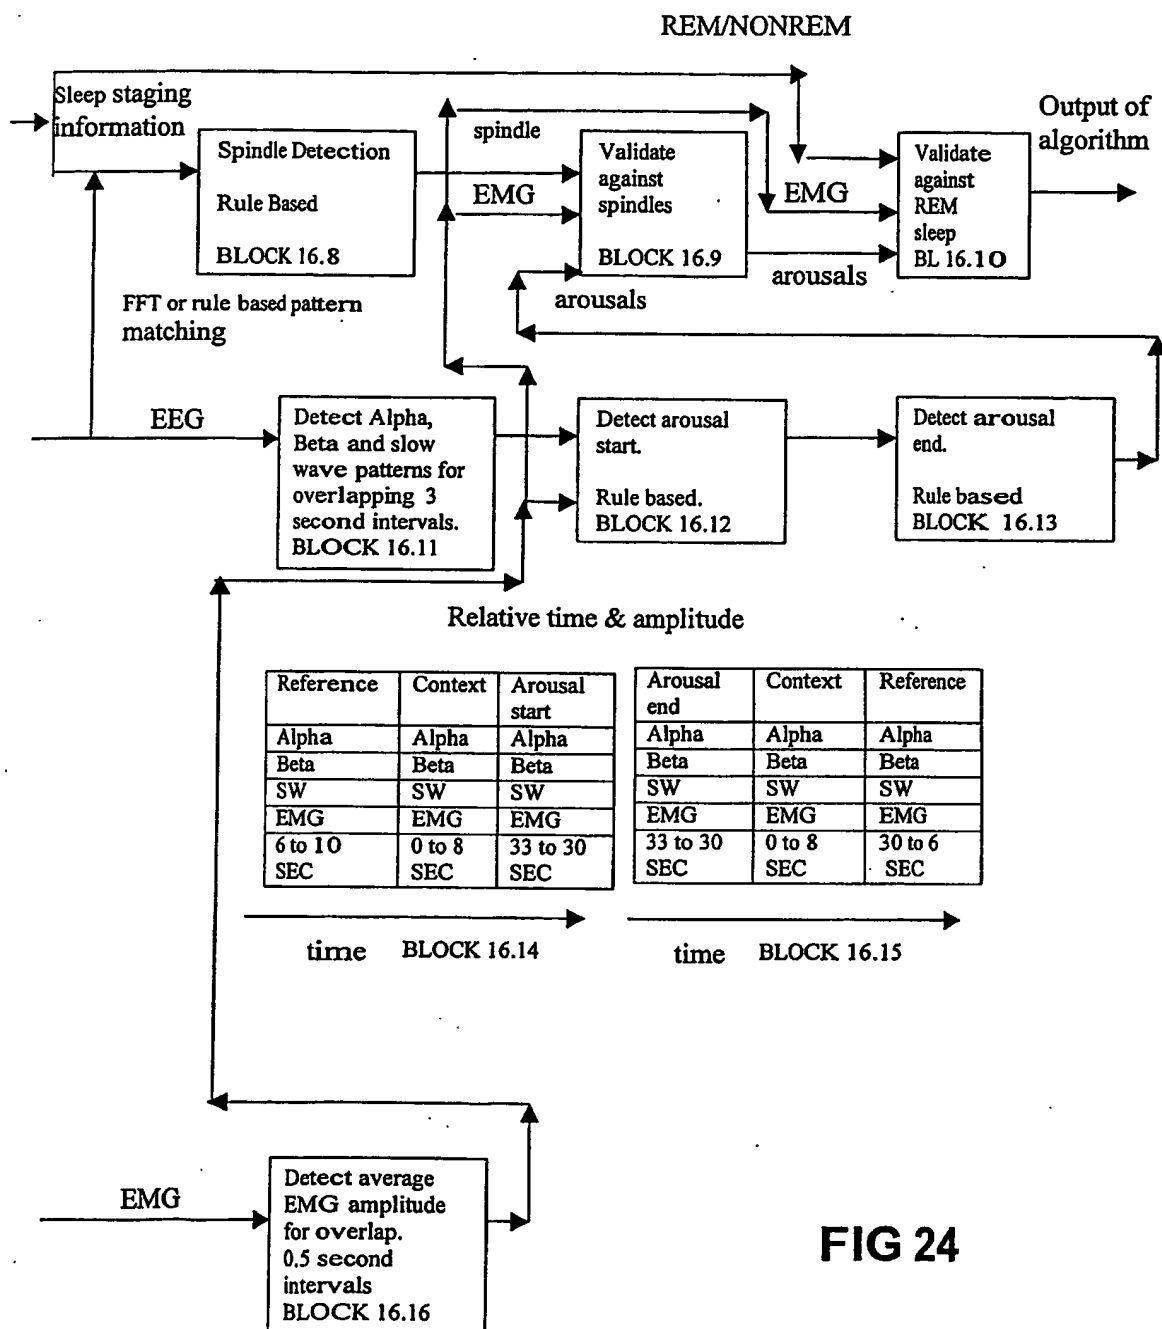 REM/NONREM
Sleep staging
information
spindle
Output of
algorithm
Spindle Detection
Rule Based
BLOCK 16.8
EMG
Validate
against
spindles
BLOCK 16.9
EMG
Validate
against
REM
sleep
BL 16.10
arousals
arousals
FFT or rule based pattern
matching
EEG
Detect Alpha,
Beta and slow
wave patterns for
overlapping 3
second intervals.
BLOCK 16.11
Detect arousal
start.
Rule based.
BLOCK 16.12
Detect arousal
end.
Rule based
BLOCK 16.13
Relative time & amplitude
Reference Context Arousal
start
Alpha Alpha Alpha
Beta Beta Beta
SW SW SW
EMG EMG EMG
6 to 10 0 to 8 33 to 30
SEC SEC SEC
time BLOCK 16.14
Arousal Context Reference
end
Alpha Alpha Alpha
Beta Beta Beta
SW SW SW
EMG EMG EMG
33 to 30 0 to 8 30 to 6
SEC SEC SEC
time BLOCK 16.15
EMG
Detect average
EMG amplitude
for overlap.
0.5 second
intervals
BLOCK 16.16
FIG 24